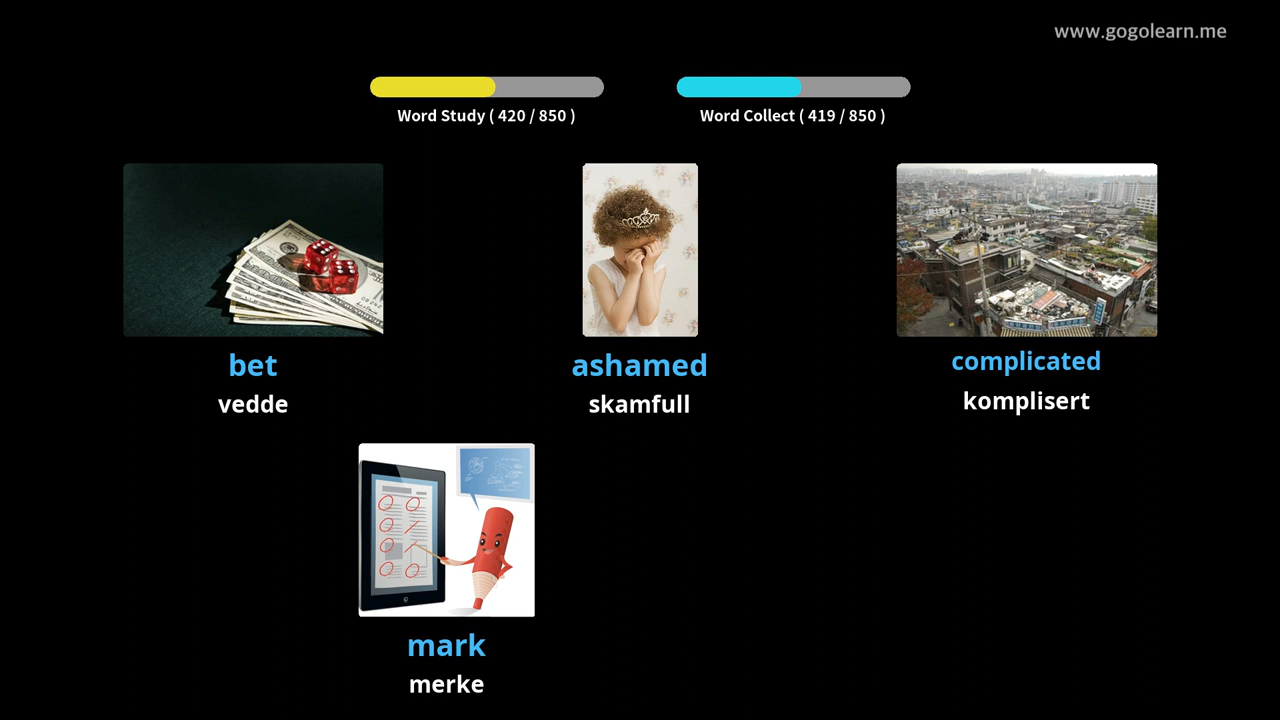 www.gogolearn.me
Word Study ( 420 / 850 )
Word Collect ( 419 / 850 )
bet
vedde
ashamed
skamfull
complicated
komplisert
mark
merke